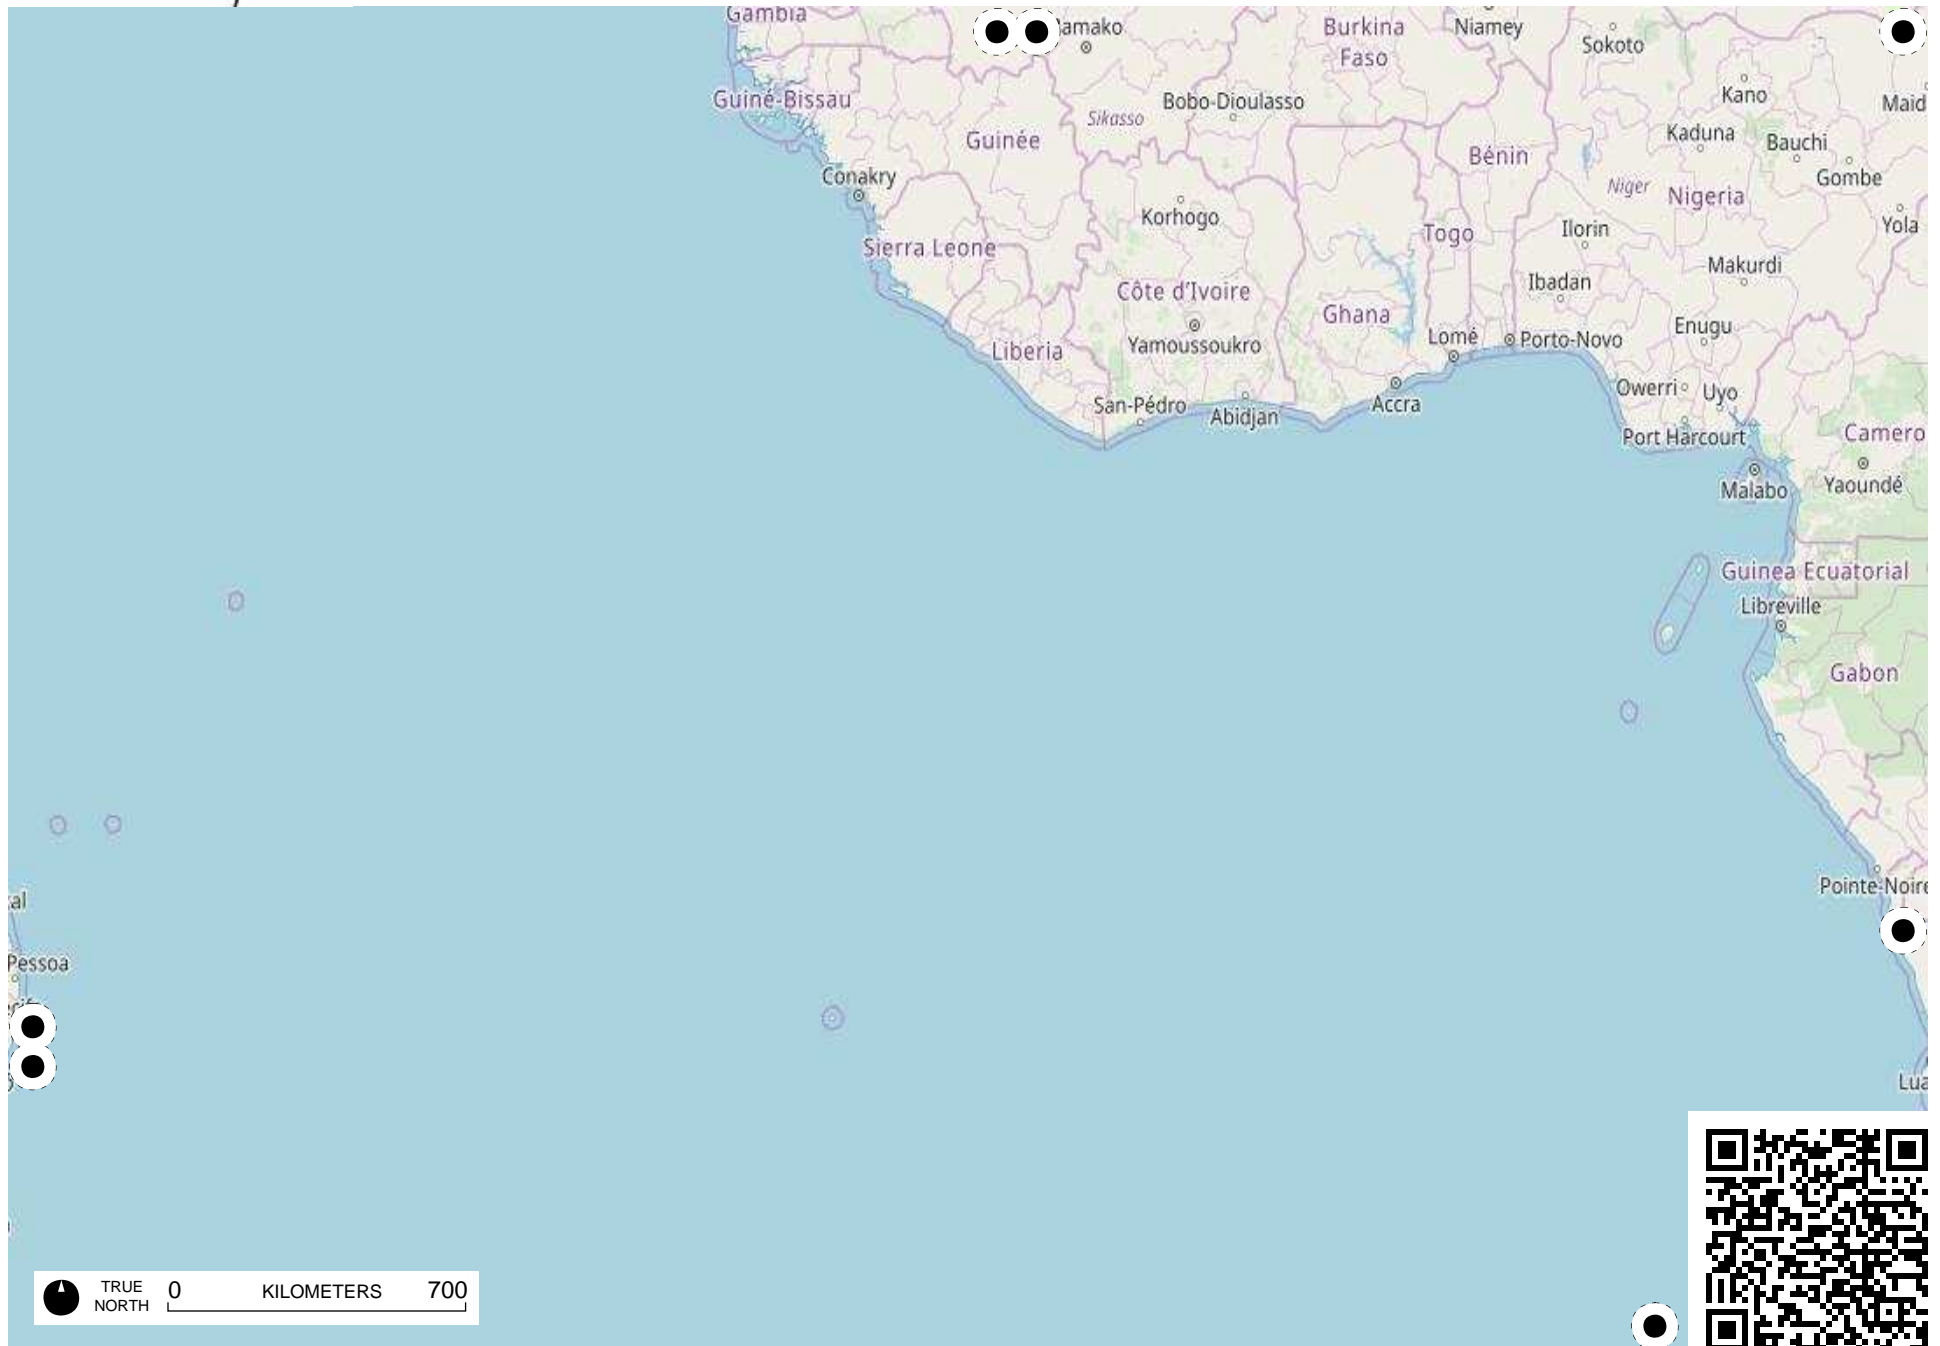 Gambia
Burkina
Faso
Niamey
Sokoto
Kano
Guiné-Bissau
Bobo-Dioulasso
Sikasso
Guinée
Kaduna
Bauchi
Bénin
Conakry
Gombe
Niger
Nigeria
Korhogo
Togo
Ilorin
Yola
Sierra Leone
Makurdi
Ibadan
Côte d'Ivoire
Ghana
Enugu
Lomé
Porto-Novo
Yamoussoukro
Liberia
Owerri
Uyo
San-Pédro
Abidjan
Accra
Port Harcourt
Camero
Malabo
Yaoundé
Guinea Ecuatorial
Libreville
Gabon
Pointe-Noire
al
Pessoa
Lua
TRUE
NORTH
0 KILOMETERS 700